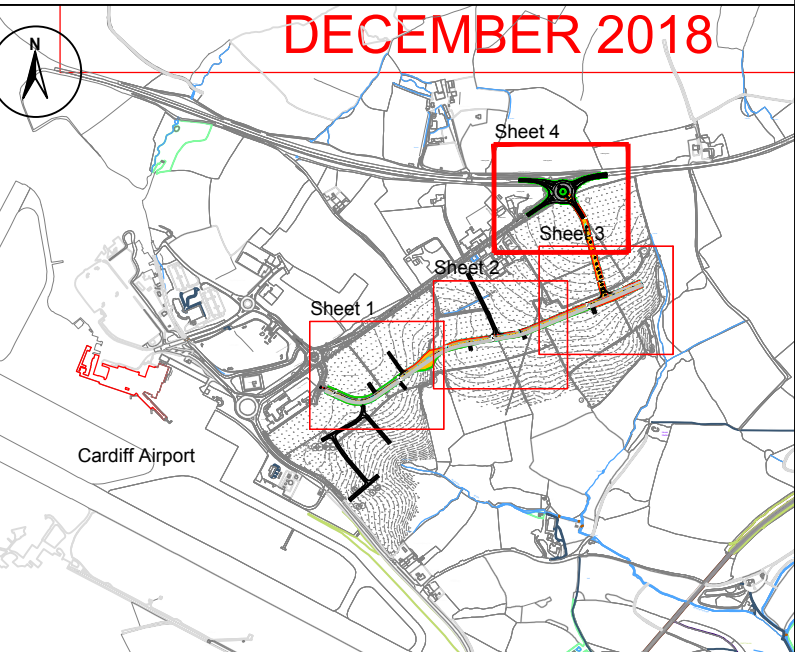 DECEMBER 2018
N
Sheet 4
Sheet 3
Sheet 2
Sheet 1
Cardiff Airport